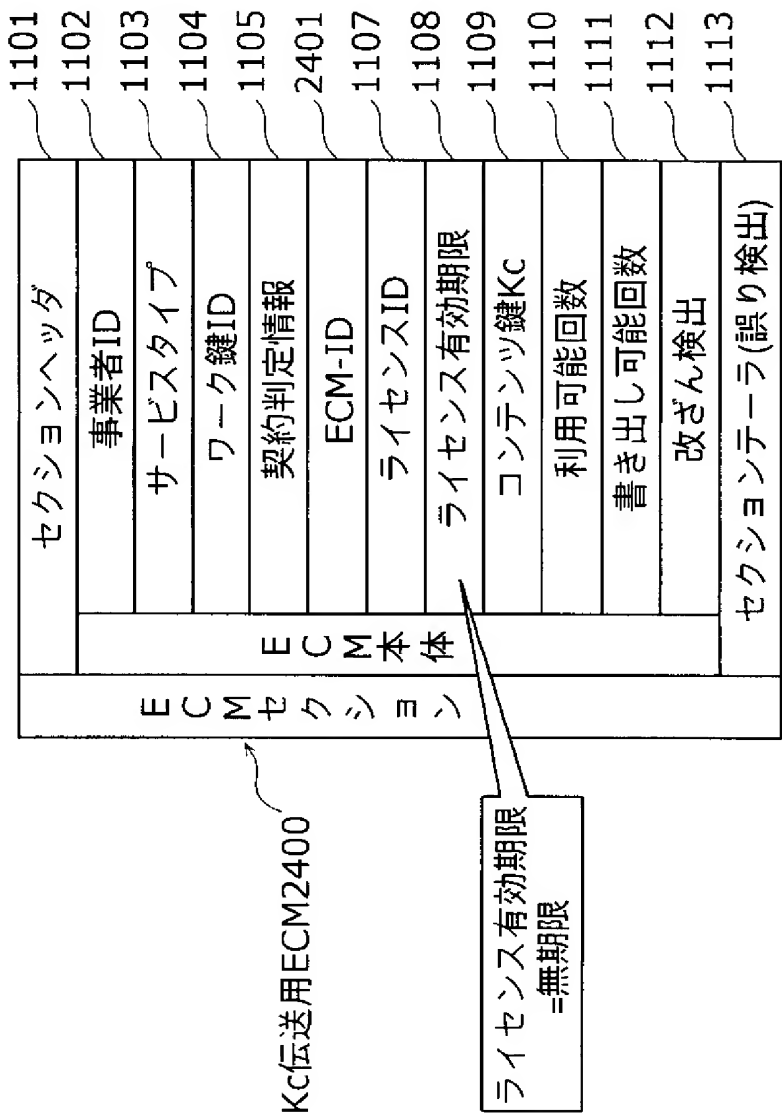 Kc伝送用ECM2400
ECMセクション
ECM本体
セクションヘッダ 1101
事業者ID 1102
サービスタイプ 1103
ワーク鍵ID 1104
契約判定情報 1105
ECM-ID 2401
ライセンスID 1107
ライセンス有効期限 1108
コンテンツ鍵Kc 1109
利用可能回数 1110
書き出し可能回数 1111
改ざん検出 1112
セクションテーラ(誤り検出) 1113
ライセンス有効期限
=無期限